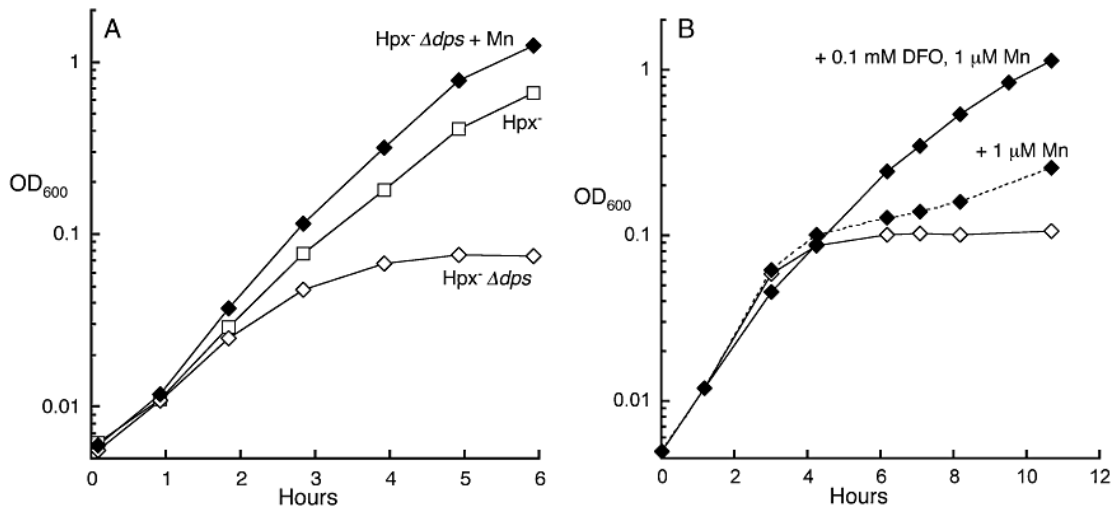 A
Hpx⁻ Δdps + Mn
Hpx⁻
Hpx⁻ Δdps
OD₆₀₀
1
0.1
0.01
0 1 2 3 4 5 6
Hours
B
+ 0.1 mM DFO, 1 μM Mn
+ 1 μM Mn
OD₆₀₀
1
0.1
0.01
0 2 4 6 8 10 12
Hours